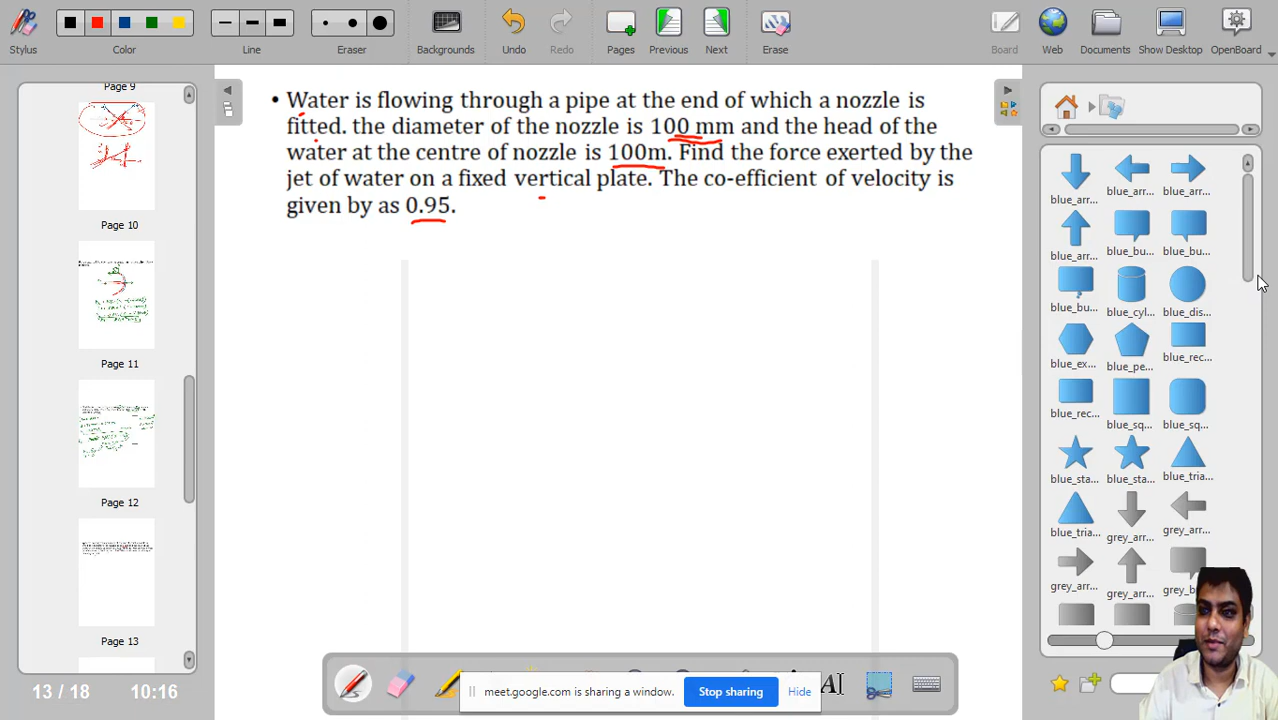 Stylus
Color
Line
Eraser
Backgrounds
Undo
Redo
Pages
Previous
Next
Erase
Board
Web
Documents
Show Desktop
OpenBoard
Page 9
Page 10
Page 11
Page 12
Page 13
13 / 18
10:16
• Water is flowing through a pipe at the end of which a nozzle is
fitted. the diameter of the nozzle is 100 mm and the head of the
water at the centre of nozzle is 100m. Find the force exerted by the
jet of water on a fixed vertical plate. The co-efficient of velocity is
given by as 0.95.
blue_arr...
blue_arr...
blue_arr...
blue_arr...
blue_bu...
blue_bu...
blue_bu...
blue_cyl...
blue_dis...
blue_ex...
blue_pe...
blue_rec...
blue_rec...
blue_sq...
blue_sq...
blue_sta...
blue_sta...
blue_tria...
blue_tria...
grey_arr...
grey_arr...
grey_arr...
grey_arr...
meet.google.com is sharing a window.
Stop sharing
Hide